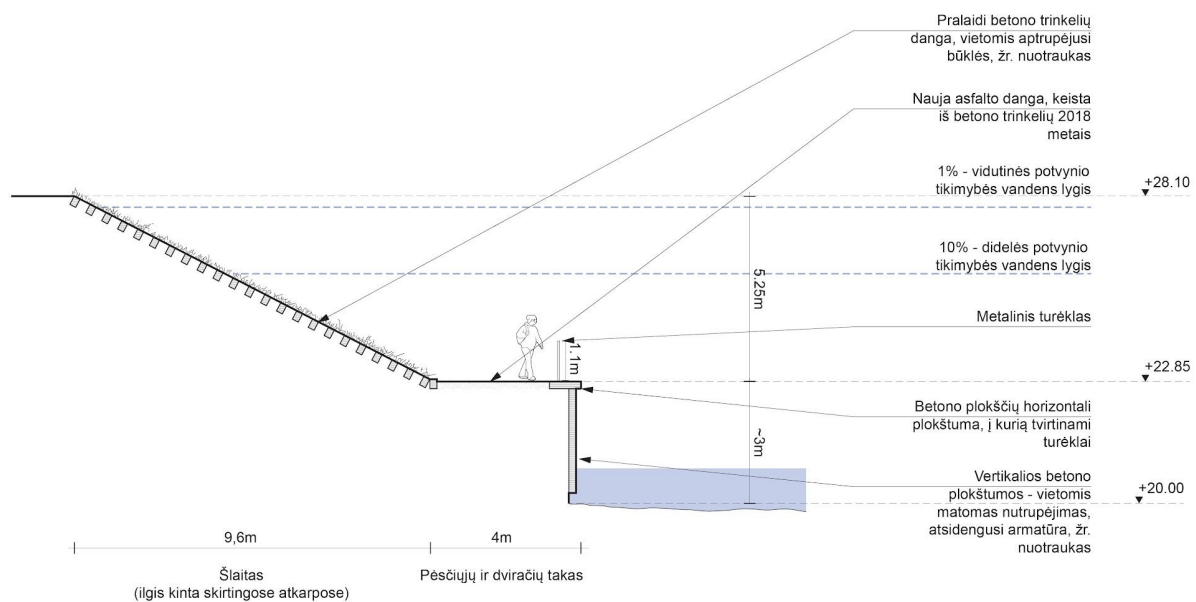 Pralaidi betono trinkelių
danga, vietomis aptrupėjusi
būklės, žr. nuotraukas
Nauja asfalto danga, keista
iš betono trinkelių 2018
metais
1% - vidutinės potvynio
tikimybės vandens lygis
+28.10
10% - didelės potvynio
tikimybės vandens lygis
5.25m
Metalinis turėklas
1.1m
+22.85
Betono plokščių horizontali
plokštuma, į kurią tvirtinami
turėklai
~3m
Vertikalios betono
plokštumos - vietomis
matomas nutrupėjimas,
atsidengusi armatūra, žr.
nuotraukas
+20.00
9,6m
4m
Šlaitas
(ilgis kinta skirtingose atkarpose)
Pėsčiųjų ir dviračių takas